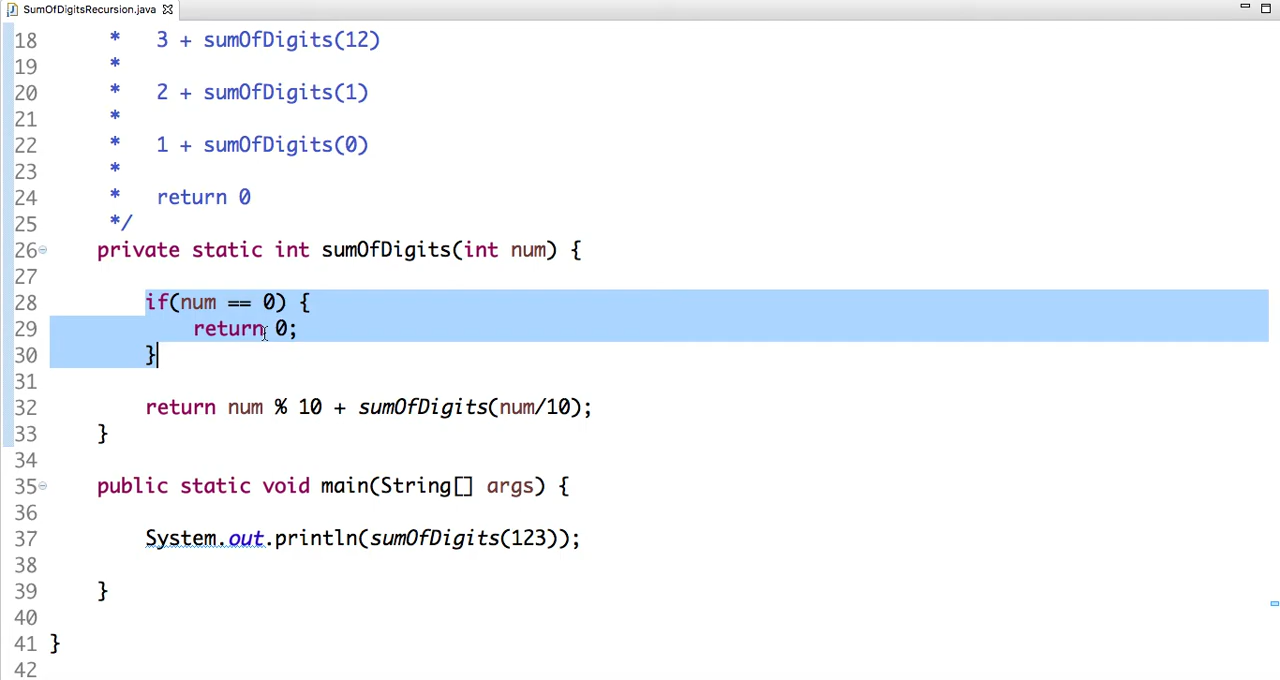 SumOfDigitsRecursion.java
18 * 3 + sumOfDigits(12)
19 *
20 * 2 + sumOfDigits(1)
21 *
22 * 1 + sumOfDigits(0)
23 *
24 * return 0
25 */
26 private static int sumOfDigits(int num) {
27
28 if(num == 0) {
29 return 0;
30 }
31
32 return num % 10 + sumOfDigits(num/10);
33 }
34
35 public static void main(String[] args) {
36
37 System.out.println(sumOfDigits(123));
38
39 }
40
41 }
42